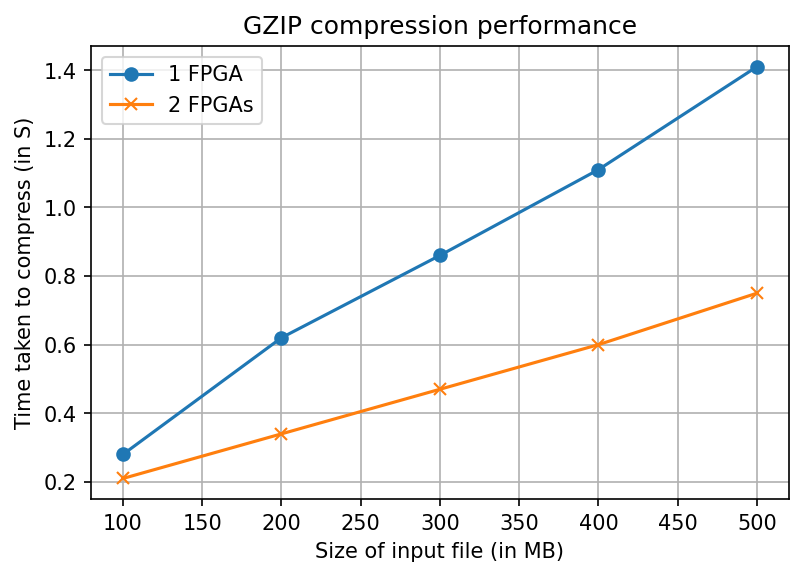 GZIP compression performance
1 FPGA
2 FPGAs
Time taken to compress (in S)
1.4
1.2
1.0
0.8
0.6
0.4
0.2
100 150 200 250 300 350 400 450 500
Size of input file (in MB)